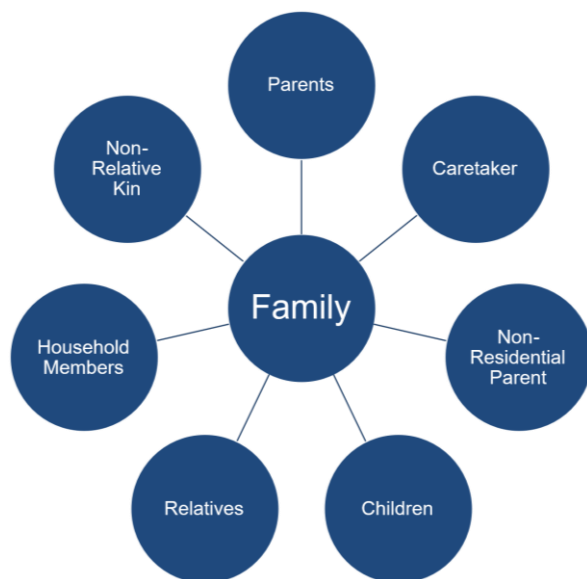 Parents
Non-
Relative
Kin
Caretaker
Family
Household
Members
Non-
Residential
Parent
Relatives
Children